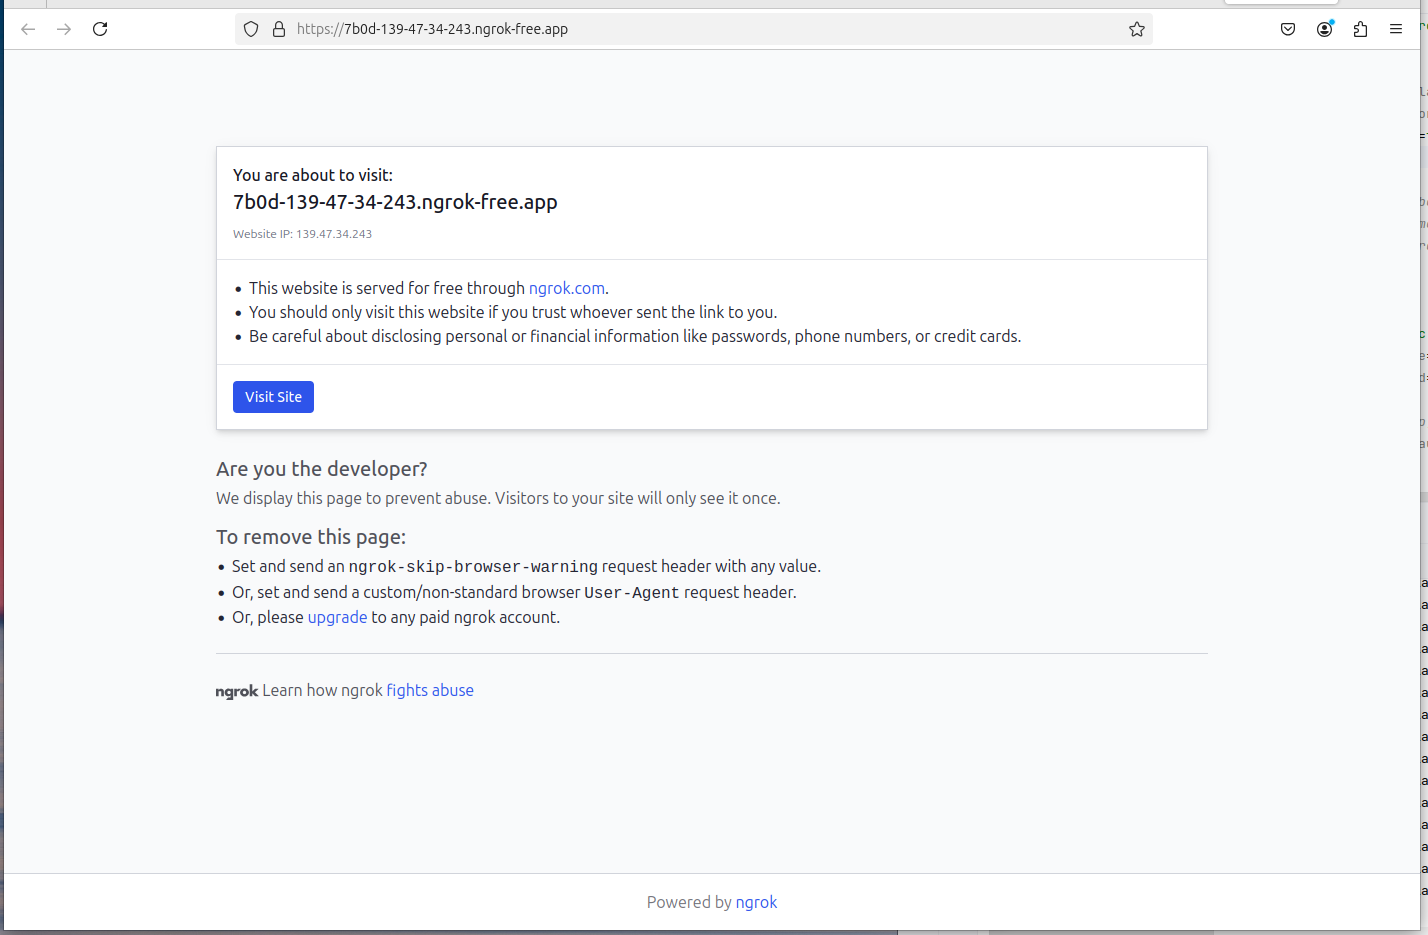 https://7b0d-139-47-34-243.ngrok-free.app
You are about to visit:
7b0d-139-47-34-243.ngrok-free.app
Website IP: 139.47.34.243
• This website is served for free through ngrok.com.
• You should only visit this website if you trust whoever sent the link to you.
• Be careful about disclosing personal or financial information like passwords, phone numbers, or credit cards.
Visit Site
Are you the developer?
We display this page to prevent abuse. Visitors to your site will only see it once.
To remove this page:
• Set and send an ngrok-skip-browser-warning request header with any value.
• Or, set and send a custom/non-standard browser User-Agent request header.
• Or, please upgrade to any paid ngrok account.
ngrok Learn how ngrok fights abuse
Powered by ngrok